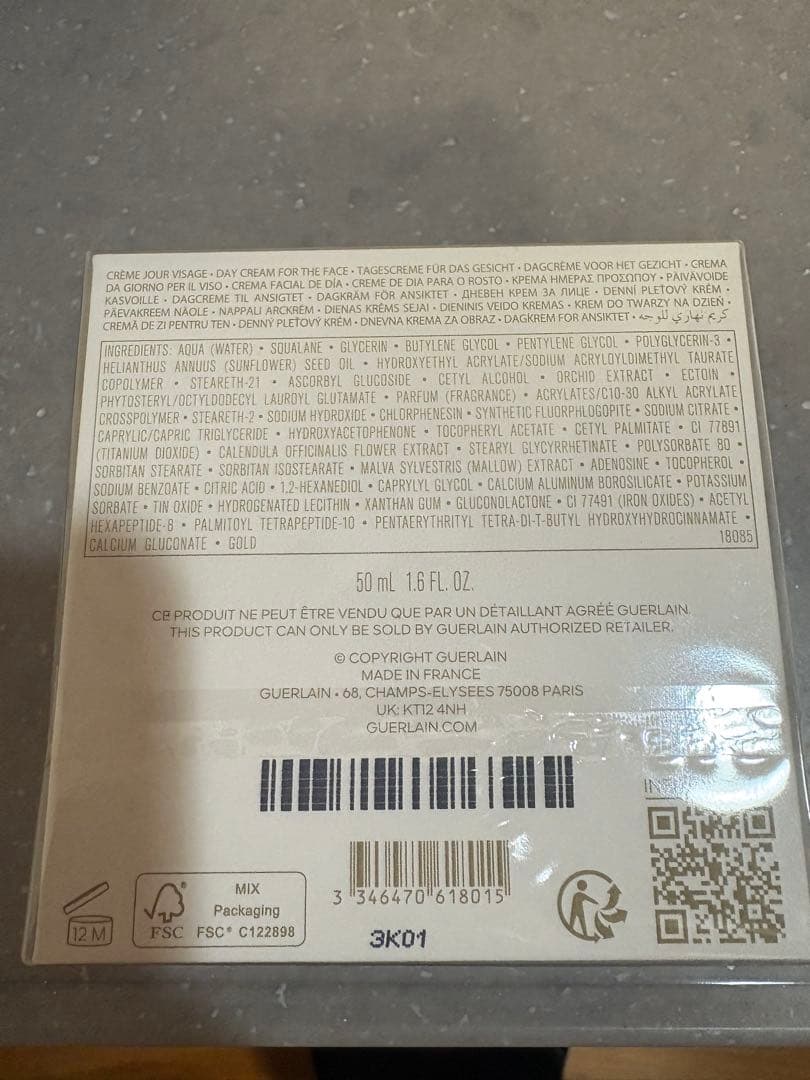 CRÈME JOUR VISAGE • DAY CREAM FOR THE FACE • TAGESCREME FÜR DAS GESICHT • DAGCRÈME VOOR HET GEZICHT • CREMA
DA GIORNO PER IL VISO • CREMA FACIAL DE DÍA • CREME DE DIA PARA O ROSTO • ΚΡΕΜΑ ΗΜΕΡΑΣ ΠΡΟΣΩΠΟΥ • PÄIVÄVOIDE
KASVOILLE • DAGCREME TIL ANSIGTET • DAGKRÄM FÖR ANSIKTET • ДНЕВЕН КРЕМ ЗА ЛИЦЕ • DENNÍ PLEŤOVÝ KRÉM •
PÄEVAKREEM NÄOLE • NAPPALI ARCKRÉM • DIENAS KRĒMS SEJAI • DIENINIS VEIDO KREMAS • KREM DO TWARZY NA DZIEŃ •
CREMĂ DE ZI PENTRU TEN • DENNÝ PLEŤOVÝ KRÉM • DNEVNA KREMA ZA OBRAZ • DAGKREM FOR ANSIKTET • كريم نهاري للوجه
INGREDIENTS: AQUA (WATER) • SQUALANE • GLYCERIN • BUTYLENE GLYCOL • PENTYLENE GLYCOL • POLYGLYCERIN-3 •
HELIANTHUS ANNUUS (SUNFLOWER) SEED OIL • HYDROXYETHYL ACRYLATE/SODIUM ACRYLOYLDIMETHYL TAURATE
COPOLYMER • STEARETH-21 • ASCORBYL GLUCOSIDE • CETYL ALCOHOL • ORCHID EXTRACT • ECTOIN •
PHYTOSTERYL/OCTYLDODECYL LAUROYL GLUTAMATE • PARFUM (FRAGRANCE) • ACRYLATES/C10-30 ALKYL ACRYLATE
CROSSPOLYMER • STEARETH-2 • SODIUM HYDROXIDE • CHLORPHENESIN • SYNTHETIC FLUORPHLOGOPITE • SODIUM CITRATE •
CAPRYLIC/CAPRIC TRIGLYCERIDE • HYDROXYACETOPHENONE • TOCOPHERYL ACETATE • CETYL PALMITATE • CI 77891
(TITANIUM DIOXIDE) • CALENDULA OFFICINALIS FLOWER EXTRACT • STEARYL GLYCYRRHETINATE • POLYSORBATE 80 •
SORBITAN STEARATE • SORBITAN ISOSTEARATE • MALVA SYLVESTRIS (MALLOW) EXTRACT • ADENOSINE • TOCOPHEROL •
SODIUM BENZOATE • CITRIC ACID • 1,2-HEXANEDIOL • CAPRYLYL GLYCOL • CALCIUM ALUMINUM BOROSILICATE • POTASSIUM
SORBATE • TIN OXIDE • HYDROGENATED LECITHIN • XANTHAN GUM • GLUCONOLACTONE • CI 77491 (IRON OXIDES) • ACETYL
HEXAPEPTIDE-8 • PALMITOYL TETRAPEPTIDE-10 • PENTAERYTHRITYL TETRA-DI-T-BUTYL HYDROXYHYDROCINNAMATE •
CALCIUM GLUCONATE • GOLD 18085
50 mL 1.6 FL. OZ.
CE PRODUIT NE PEUT ÊTRE VENDU QUE PAR UN DÉTAILLANT AGRÉÉ GUERLAIN.
THIS PRODUCT CAN ONLY BE SOLD BY GUERLAIN AUTHORIZED RETAILER.
© COPYRIGHT GUERLAIN
MADE IN FRANCE
GUERLAIN • 68, CHAMPS-ELYSEES 75008 PARIS
UK: KT12 4NH
GUERLAIN.COM
12 M
FSC
MIX
Packaging
FSC® C122898
3 346470 618015
3K01